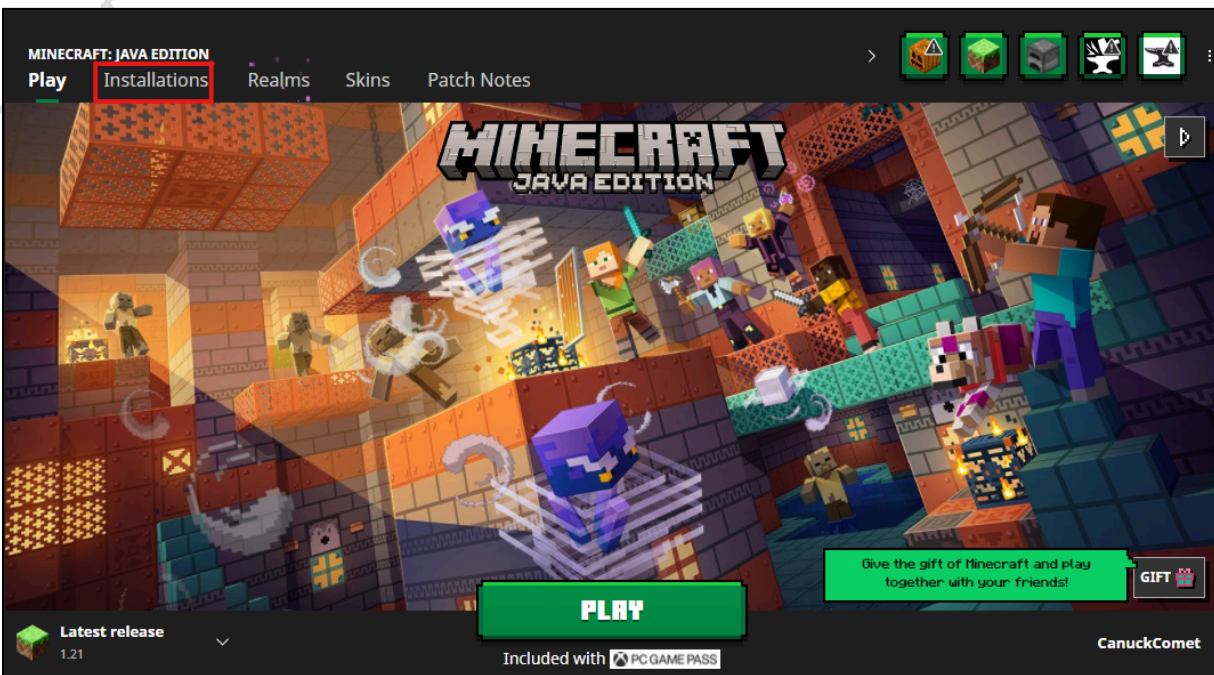 MINECRAFT: JAVA EDITION
Play Installations Realms Skins Patch Notes
MINECRAFT
JAVA EDITION
Give the gift of Minecraft and play
together with your friends!
GIFT
PLAY
Latest release
1.21
Included with PC GAME PASS
CanuckComet